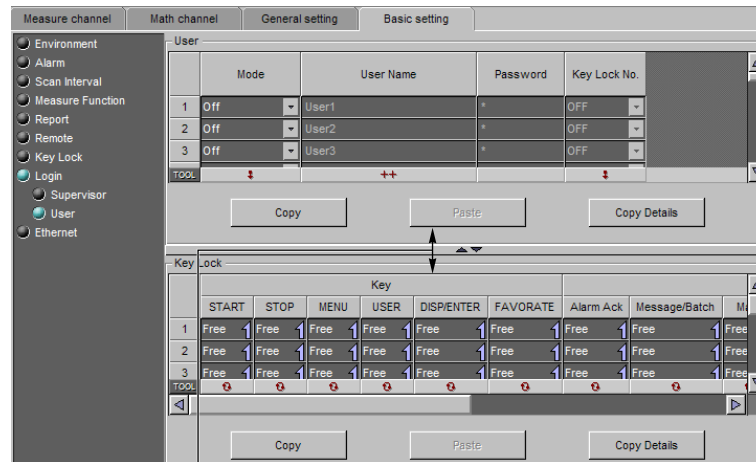 Measure channel Math channel General setting Basic setting
Environment
Alarm
Scan Interval
Measure Function
Report
Remote
Key Lock
Login
Supervisor
User
Ethernet
User
Mode User Name Password Key Lock No.
1 Off User1 * OFF
2 Off User2 * OFF
3 Off User3 * OFF
TOOL ++
Copy Paste Copy Details
Key Lock
Key
START STOP MENU USER DISP/ENTER FAVORATE Alarm Ack Message/Batch
1 Free Free Free Free Free Free Free Free Free
2 Free Free Free Free Free Free Free Free Free
3 Free Free Free Free Free Free Free Free Free
TOOL
Copy Paste Copy Details